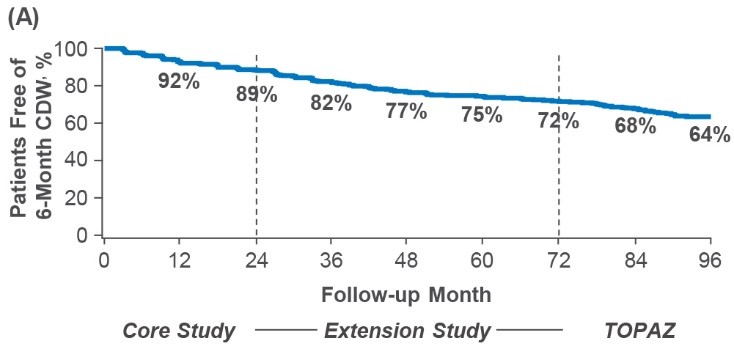 (A)
Patients Free of
6-Month CDW, %
100
80
60
40
20
0
92%
89%
82%
77%
75%
72%
68%
64%
0 12 24 36 48 60 72 84 96
Follow-up Month
Core Study Extension Study TOPAZ